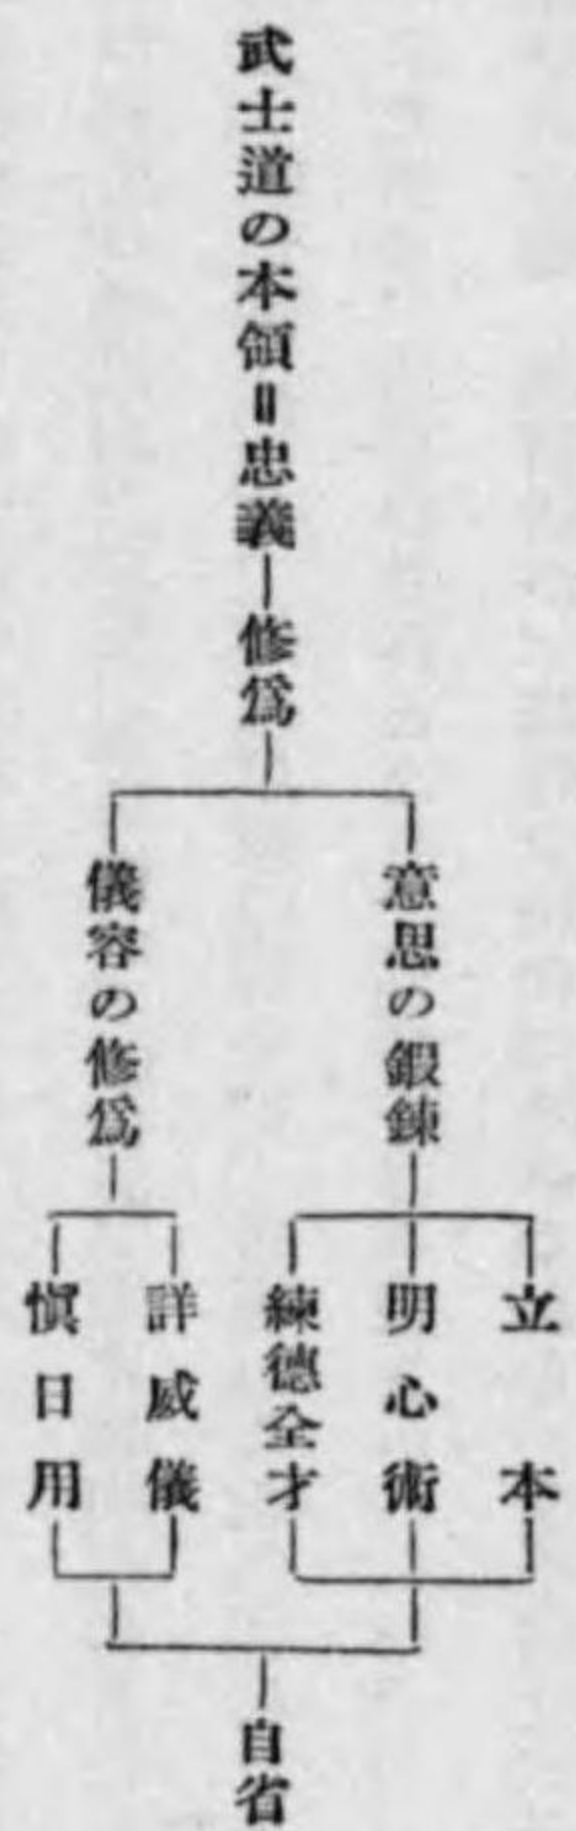 武士道の本領＝忠義―修爲
意思の鍛錬
立本
明心術
練德全才
儀容の修爲
詳威儀
愼日用
自省